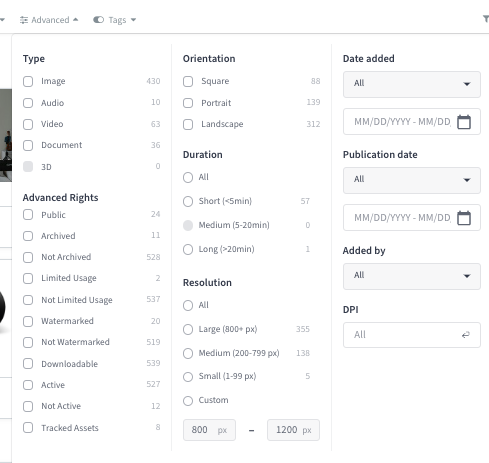 Advanced
Tags
Type
Image 430
Audio 10
Video 63
Document 36
3D 0
Advanced Rights
Public 24
Archived 11
Not Archived 528
Limited Usage 2
Not Limited Usage 537
Watermarked 20
Not Watermarked 519
Downloadable 539
Active 527
Not Active 12
Tracked Assets 8
Orientation
Square 88
Portrait 139
Landscape 312
Duration
All
Short (<5min) 57
Medium (5-20min) 0
Long (>20min) 1
Resolution
All
Large (800+ px) 355
Medium (200-799 px) 138
Small (1-99 px) 5
Custom
800 px – 1200 px
Date added
All
MM/DD/YYYY - MM/DD
Publication date
All
MM/DD/YYYY - MM/DD
Added by
All
DPI
All